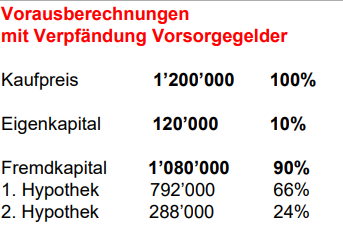 Vorausberechnungen
mit Verpfändung Vorsorgegelder
Kaufpreis 1’200’000 100%
Eigenkapital 120’000 10%
Fremdkapital 1’080’000 90%
1. Hypothek 792’000 66%
2. Hypothek 288’000 24%